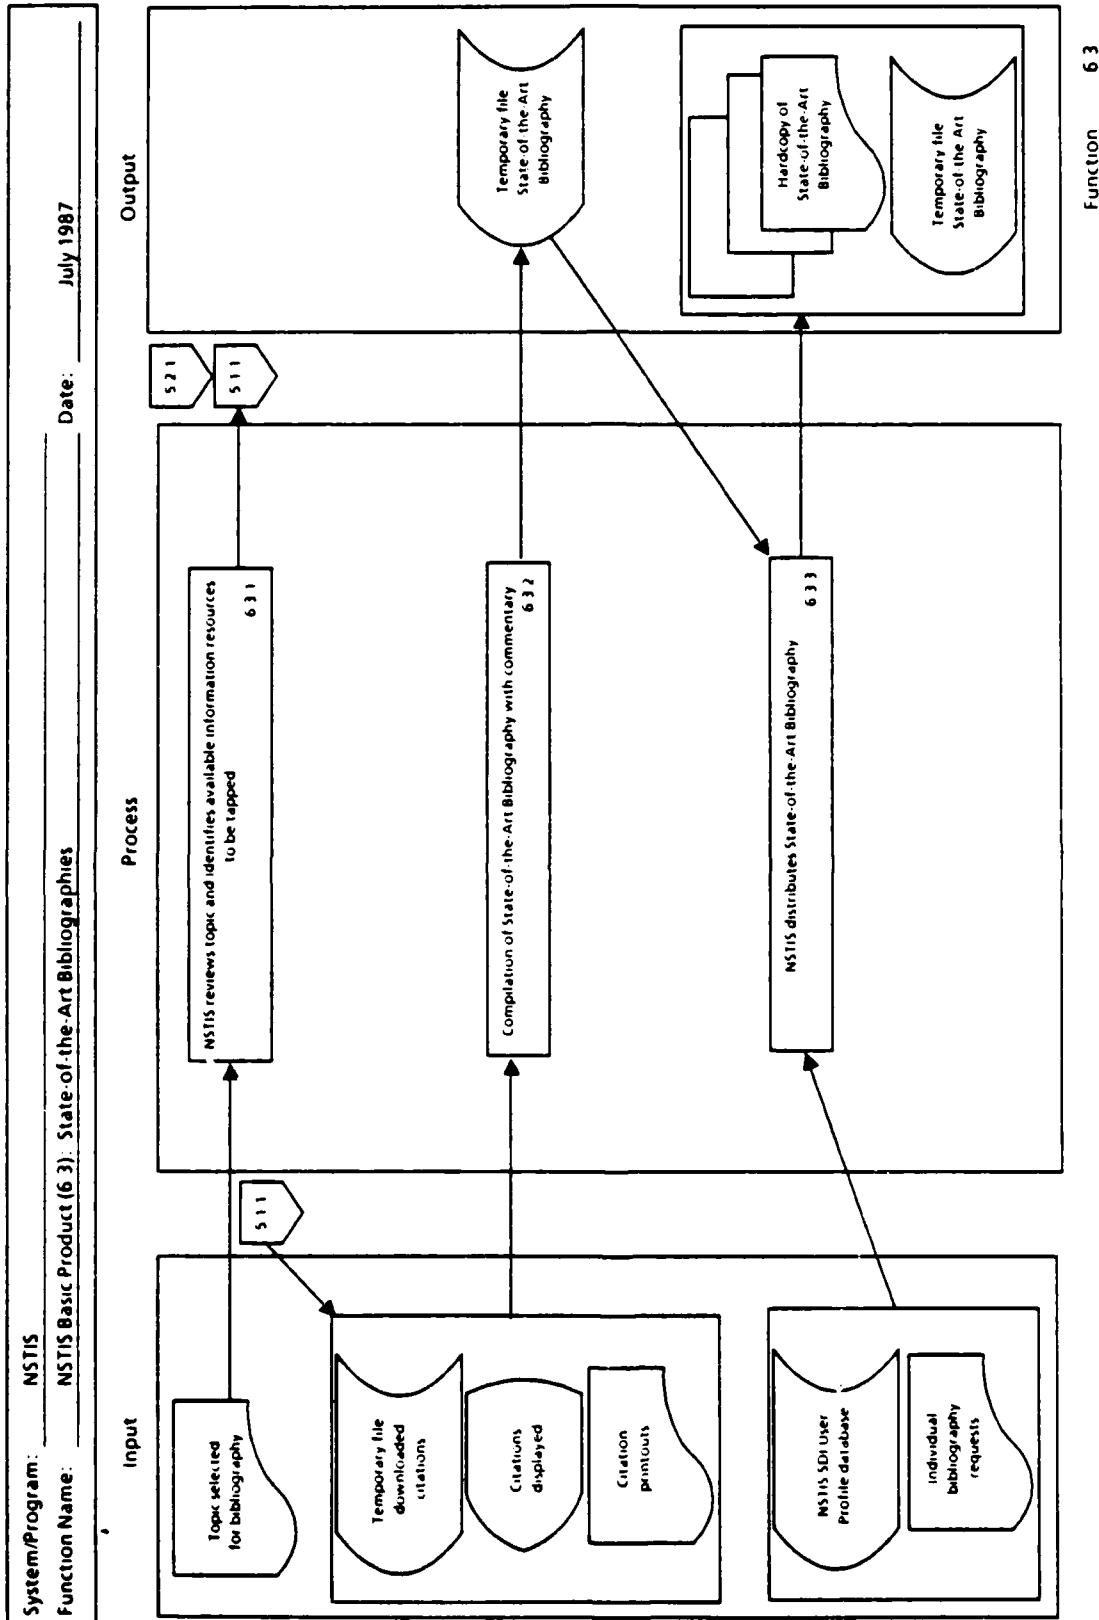 System/Program: NSTIS
Function Name: NSTIS Basic Product (6 3): State-of-the-Art Bibliographies
Date: July 1987
Input
Process
Output
Topic selected
for bibliography
NSTIS reviews topic and identifies available information resources
to be tapped
6 3 1
5 2 1
5 1 1
5 1 1
Temporary file
downloaded
citations
Citations
displayed
Citation
printouts
Compilation of State-of-the-Art Bibliography with commentary
6 3 2
Temporary file
State-of-the-Art
Bibliography
NSTIS SDI User
Profile database
Individual
bibliography
requests
NSTIS distributes State-of-the-Art Bibliography
6 3 3
Hardcopy of
State-of-the-Art
Bibliography
Temporary file
State-of the Art
Bibliography
Function 6 3